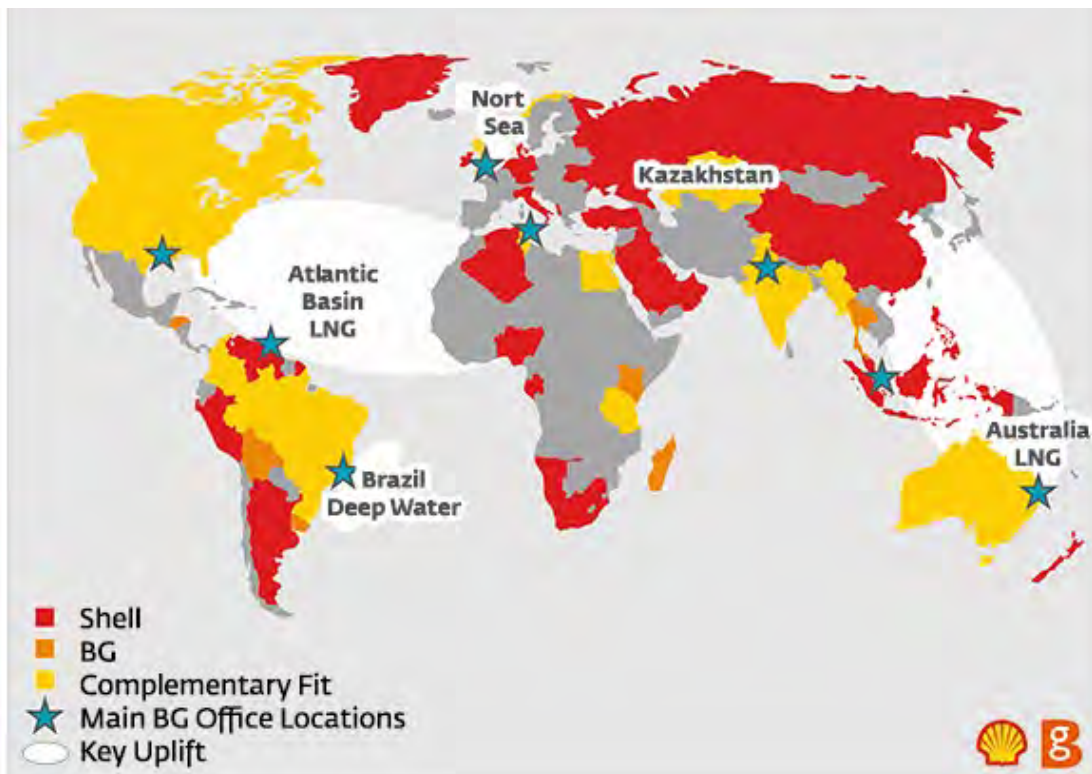 Nort
Sea
Kazakhstan
Atlantic
Basin
LNG
Australia
LNG
Brazil
Deep Water
Shell
BG
Complementary Fit
Main BG Office Locations
Key Uplift
g